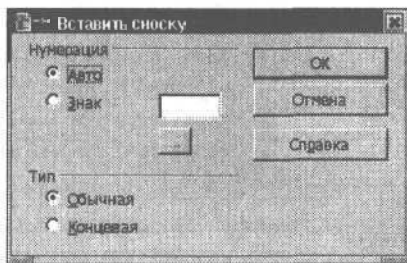 Вставить сноску
Нумерация
Авто
Знак
...
Тип
Обычная
Концевая
OK
Отмена
Справка